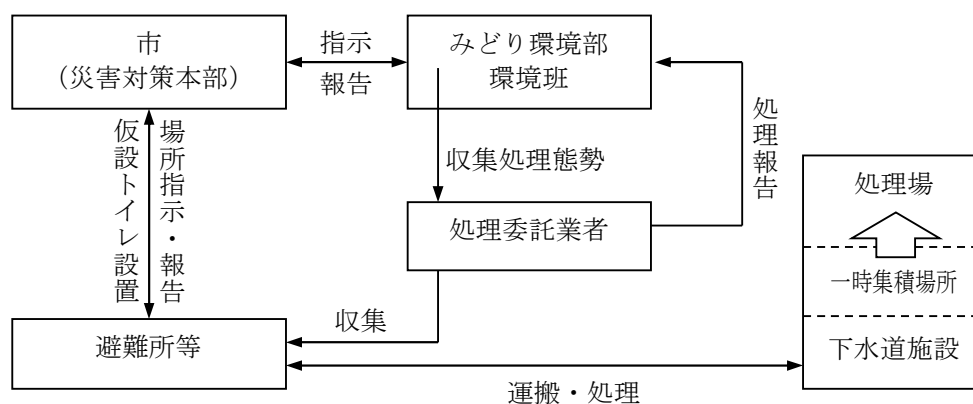 市
（災害対策本部）
指示
報告
みどり環境部
環境班
処理報告
収集処理態勢
仮設トイレ設置
場所指示・報告
処理委託業者
処理場
一時集積場所
下水道施設
収集
避難所等
運搬・処理